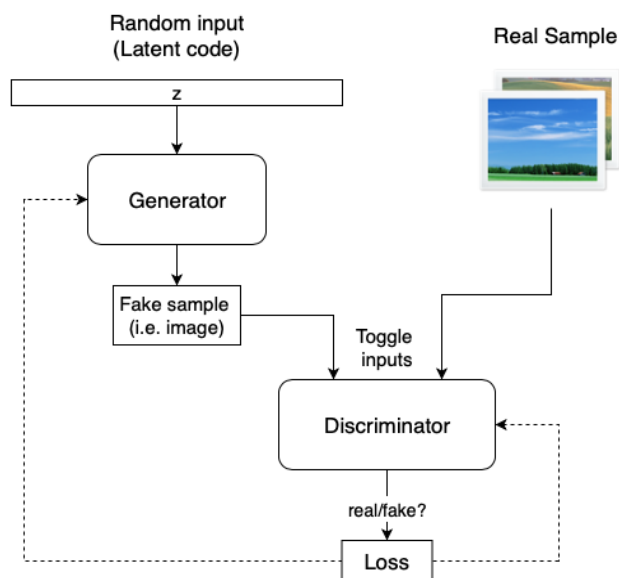 Random input
(Latent code)
Real Sample
z
Generator
Fake sample
(i.e. image)
Toggle
inputs
Discriminator
real/fake?
Loss